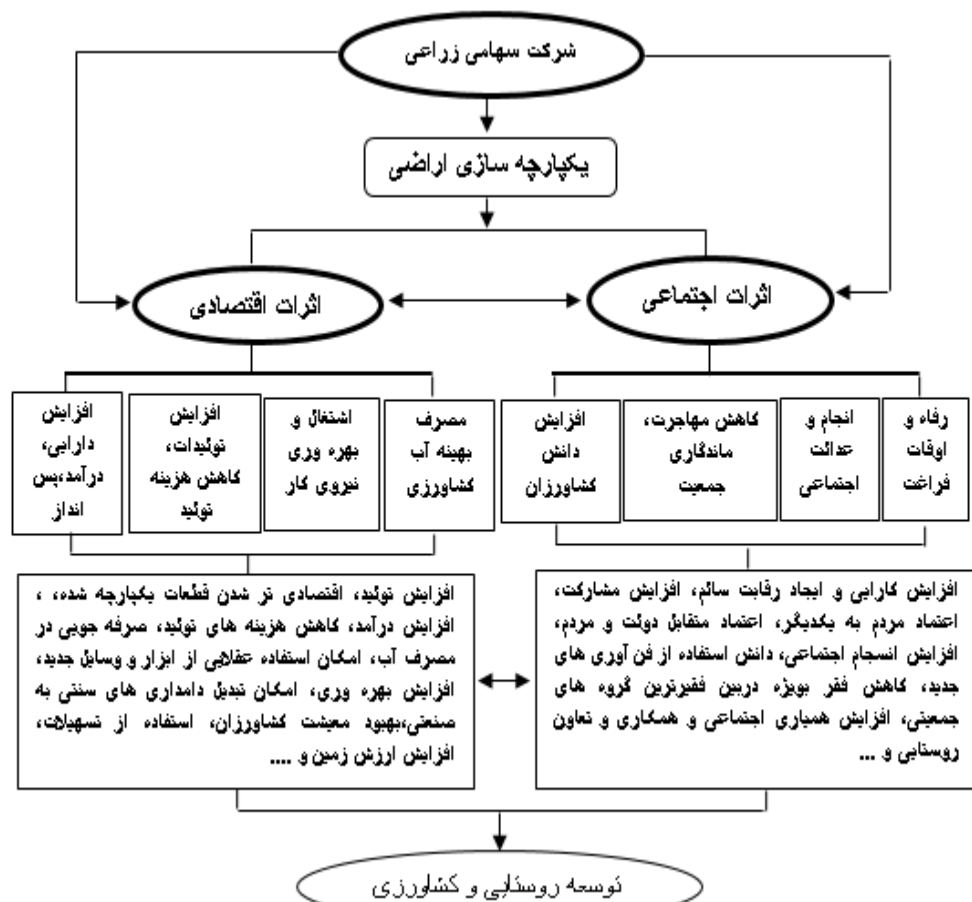 شرکت سهامی زراعی
یکپارچه سازی اراضی
اثرات اجتماعی
اثرات اقتصادی
رفاه و
اوقات
فراغت
انجام و
عدالت
اجتماعی
کاهش مهاجرت،
ماندگاری
جمعیت
افزایش
دانش
کشاورزان
مصرف
بهینه آب
کشاورزی
اشتغال و
بهره وری
نیروی کار
افزایش
تولیدات،
کاهش هزینه
تولید
افزایش
دارایی،
درآمد،پس
انداز
افزایش کارایی و ایجاد رقابت سالم، افزایش مشارکت،
اعتماد مردم به یکدیگر، اعتماد متقابل دولت و مردم،
افزایش انسجام اجتماعی، دانش استفاده از فن آوری های
جدید، کاهش فقر بویژه دربین فقیرترین گروه های
جمعیتی، افزایش همیاری اجتماعی و همکاری و تعاون
روستایی و ...
افزایش تولید، اقتصادی تر شدن قطعات یکپارچه شده، ،
افزایش درآمد، کاهش هزینه های تولید، صرفه جویی در
مصرف آب، امکان استفاده عقلایی از ابزار و وسایل جدید،
افزایش بهره وری، امکان تبدیل دامداری های سنتی به
صنعتی،بهبود معیشت کشاورزان، استفاده از تسهیلات،
افزایش ارزش زمین و ....
توسعه روستایی و کشاورزی